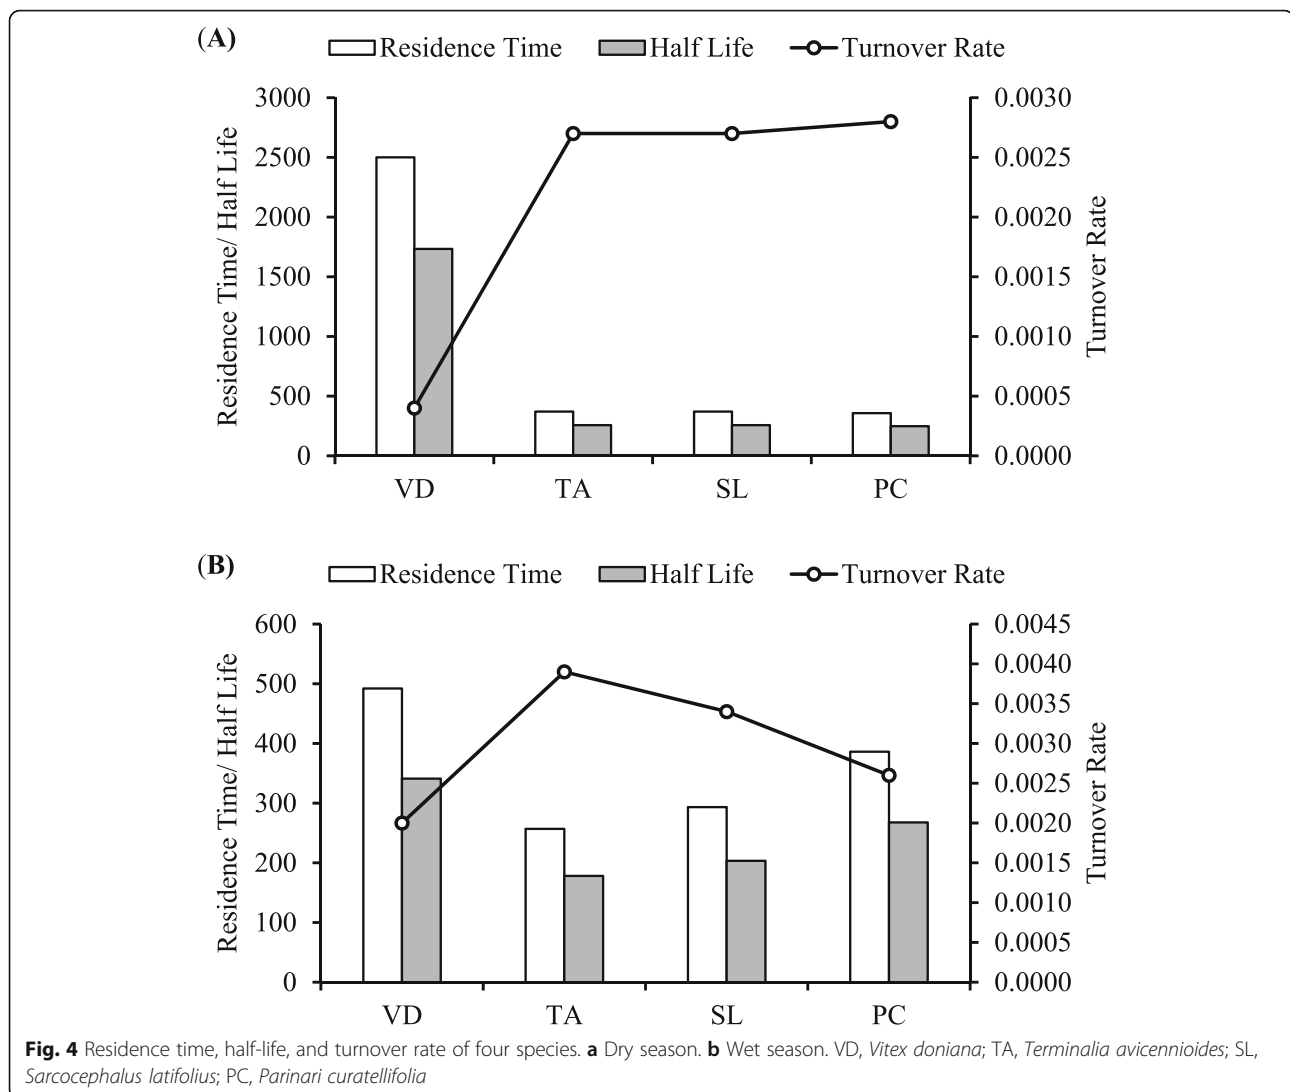 (A)
Residence Time Half Life Turnover Rate
3000 0.0030
2500 0.0025
2000 0.0020
1500 0.0015
1000 0.0010
500 0.0005
0 0.0000
Residence Time/ Half Life
Turnover Rate
VD TA SL PC
(B)
Residence Time Half Life Turnover Rate
600 0.0045
500 0.0040
400 0.0035
300 0.0030
200 0.0025
100 0.0020
0 0.0015
0.0010
0.0005
0.0000
Residence Time/ Half Life
Turnover Rate
VD TA SL PC
Fig. 4 Residence time, half-life, and turnover rate of four species. a Dry season. b Wet season. VD, Vitex doniana; TA, Terminalia avicennioides; SL,
Sarcocephalus latifolius; PC, Parinari curatellifolia